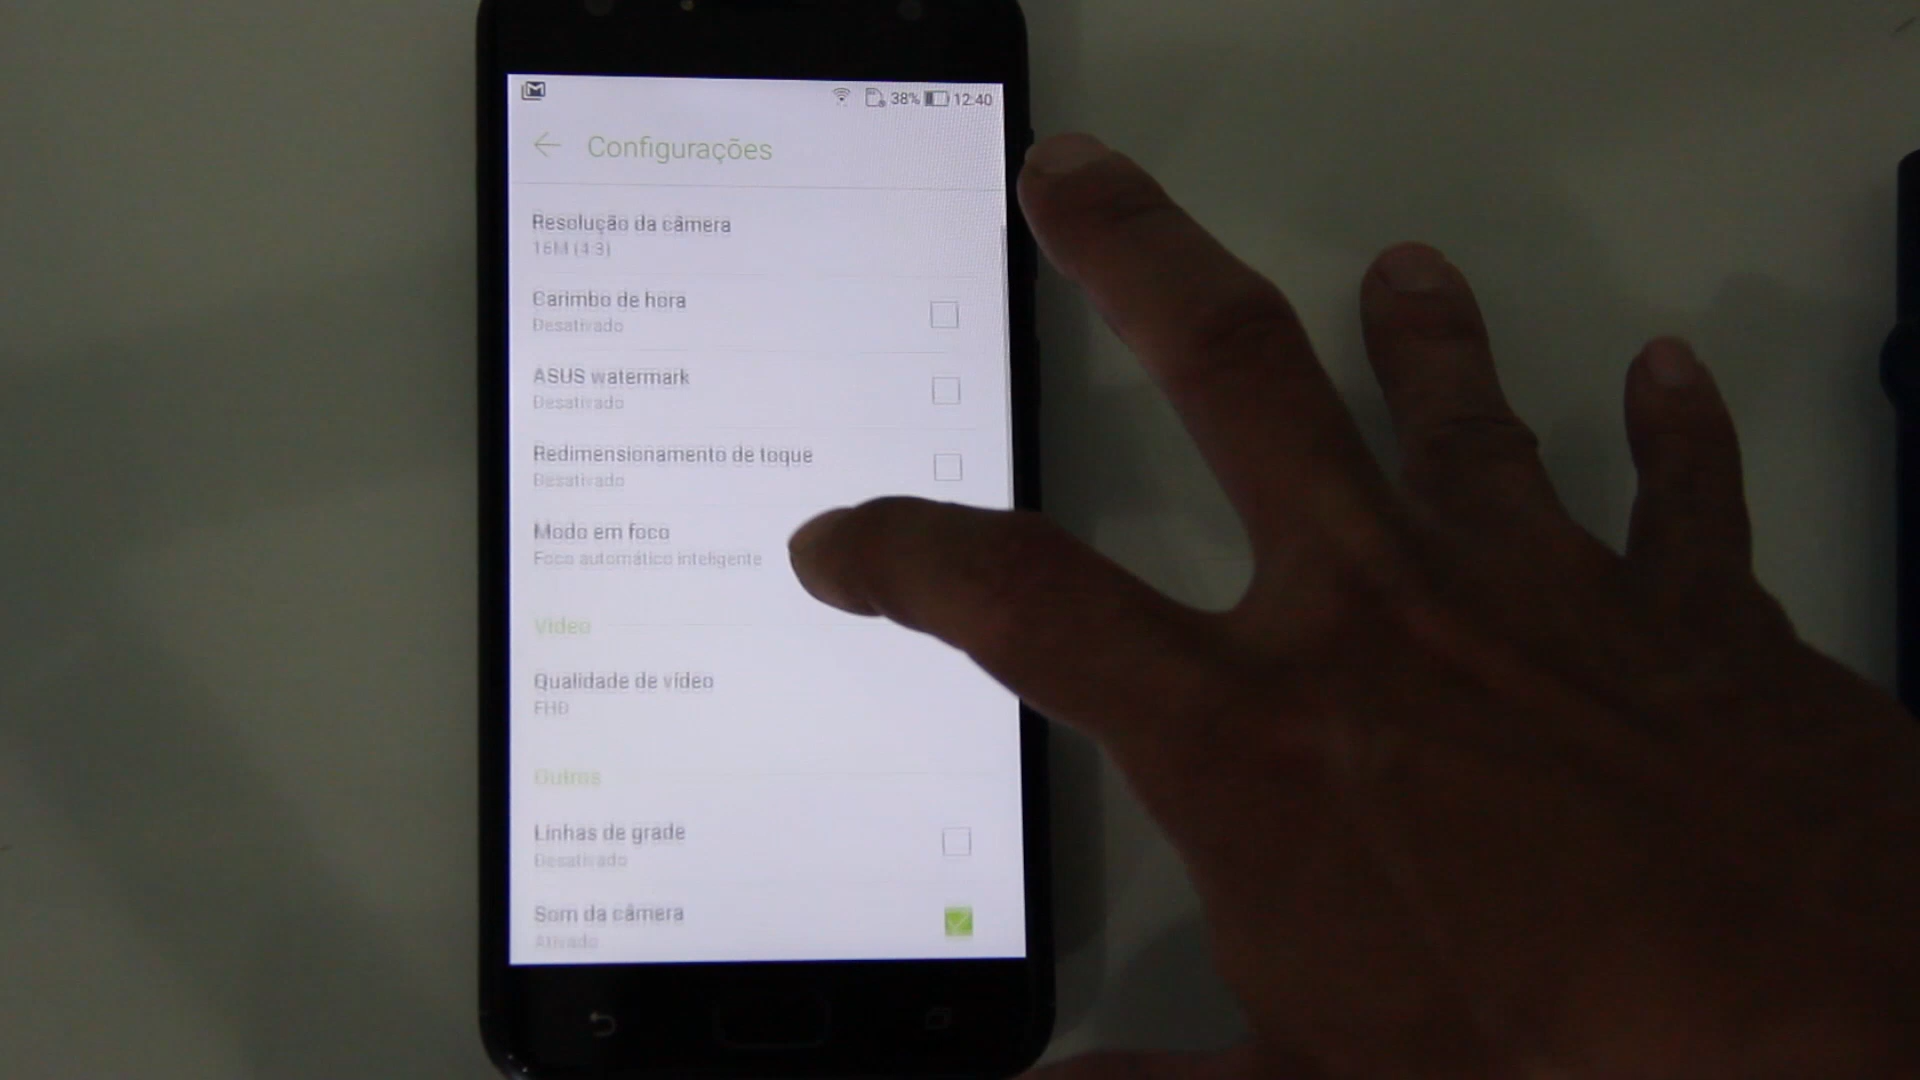 38% 12:40
Configurações
Resolução da câmera
16M (4:3)
Carimbo de hora
Desativado
ASUS watermark
Desativado
Redimensionamento de toque
Desativado
Modo em foco
Foco automático inteligente
Vídeo
Qualidade de vídeo
FHD
Outros
Linhas de grade
Desativado
Som da câmera
Ativado